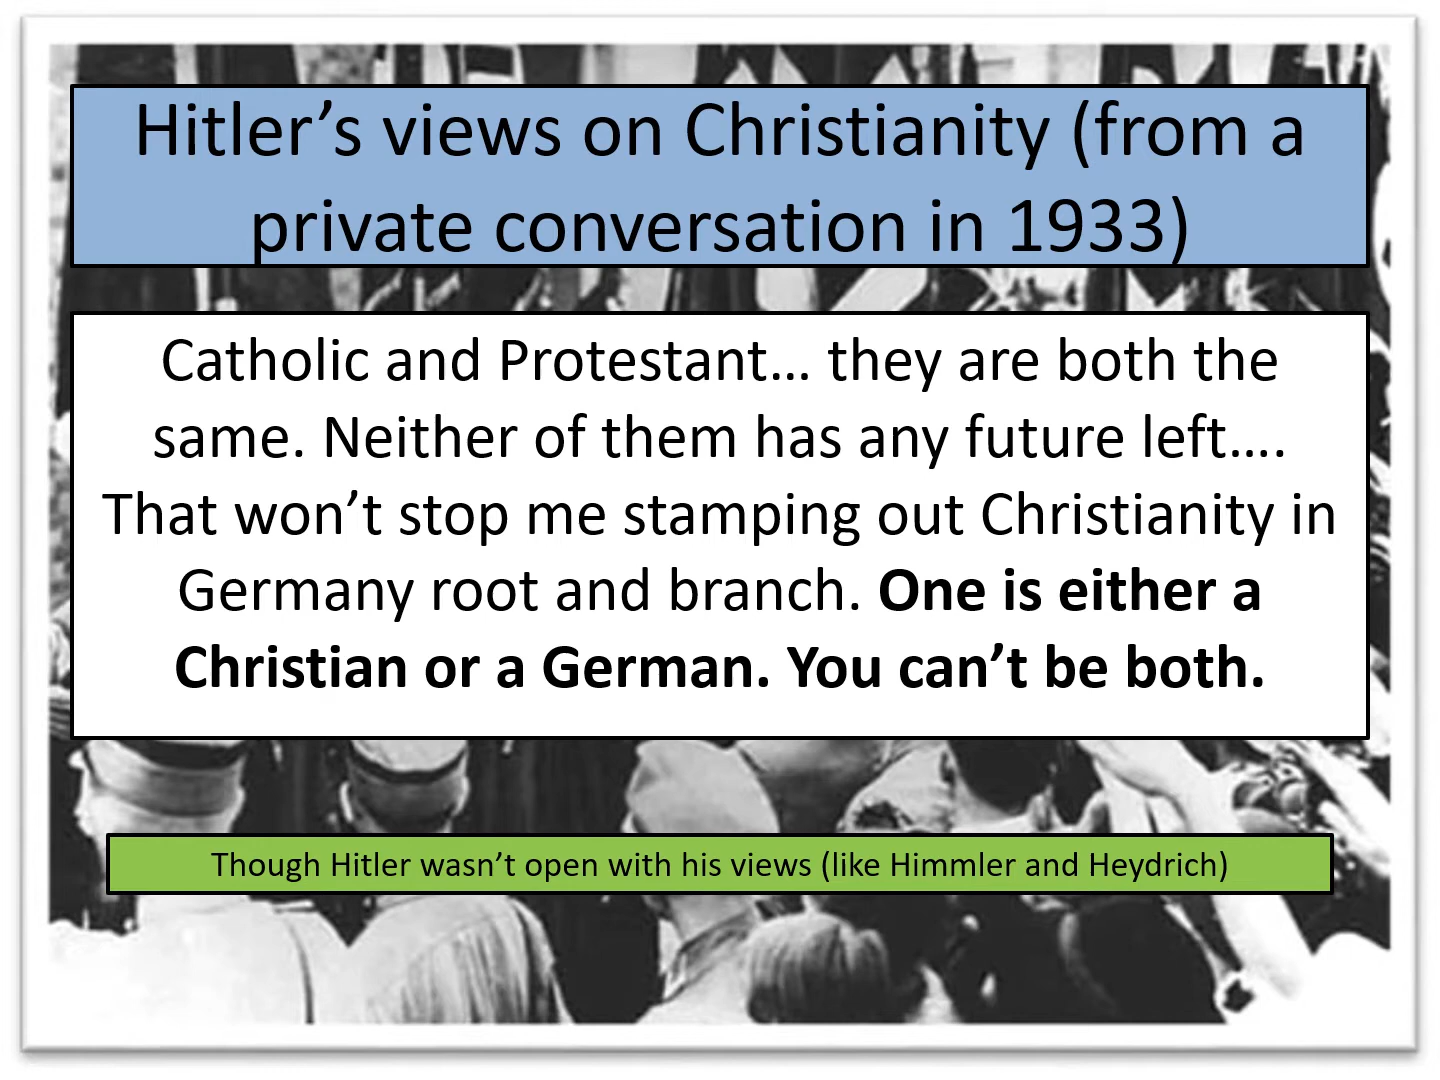 Hitler’s views on Christianity (from a
private conversation in 1933)
Catholic and Protestant… they are both the
same. Neither of them has any future left….
That won’t stop me stamping out Christianity in
Germany root and branch. One is either a
Christian or a German. You can’t be both.
Though Hitler wasn’t open with his views (like Himmler and Heydrich)